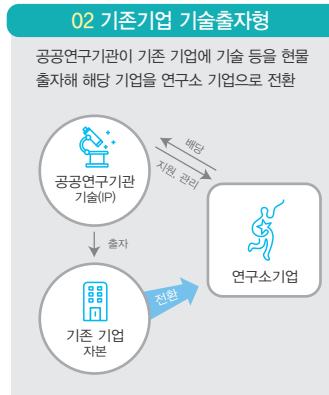 02 기존기업 기술출자형
공공연구기관이 기존 기업에 기술 등을 현물
출자해 해당 기업을 연구소 기업으로 전환
배당
지원, 관리
공공연구기관
기술(IP)
출자
연구소기업
전환
기존 기업
자본